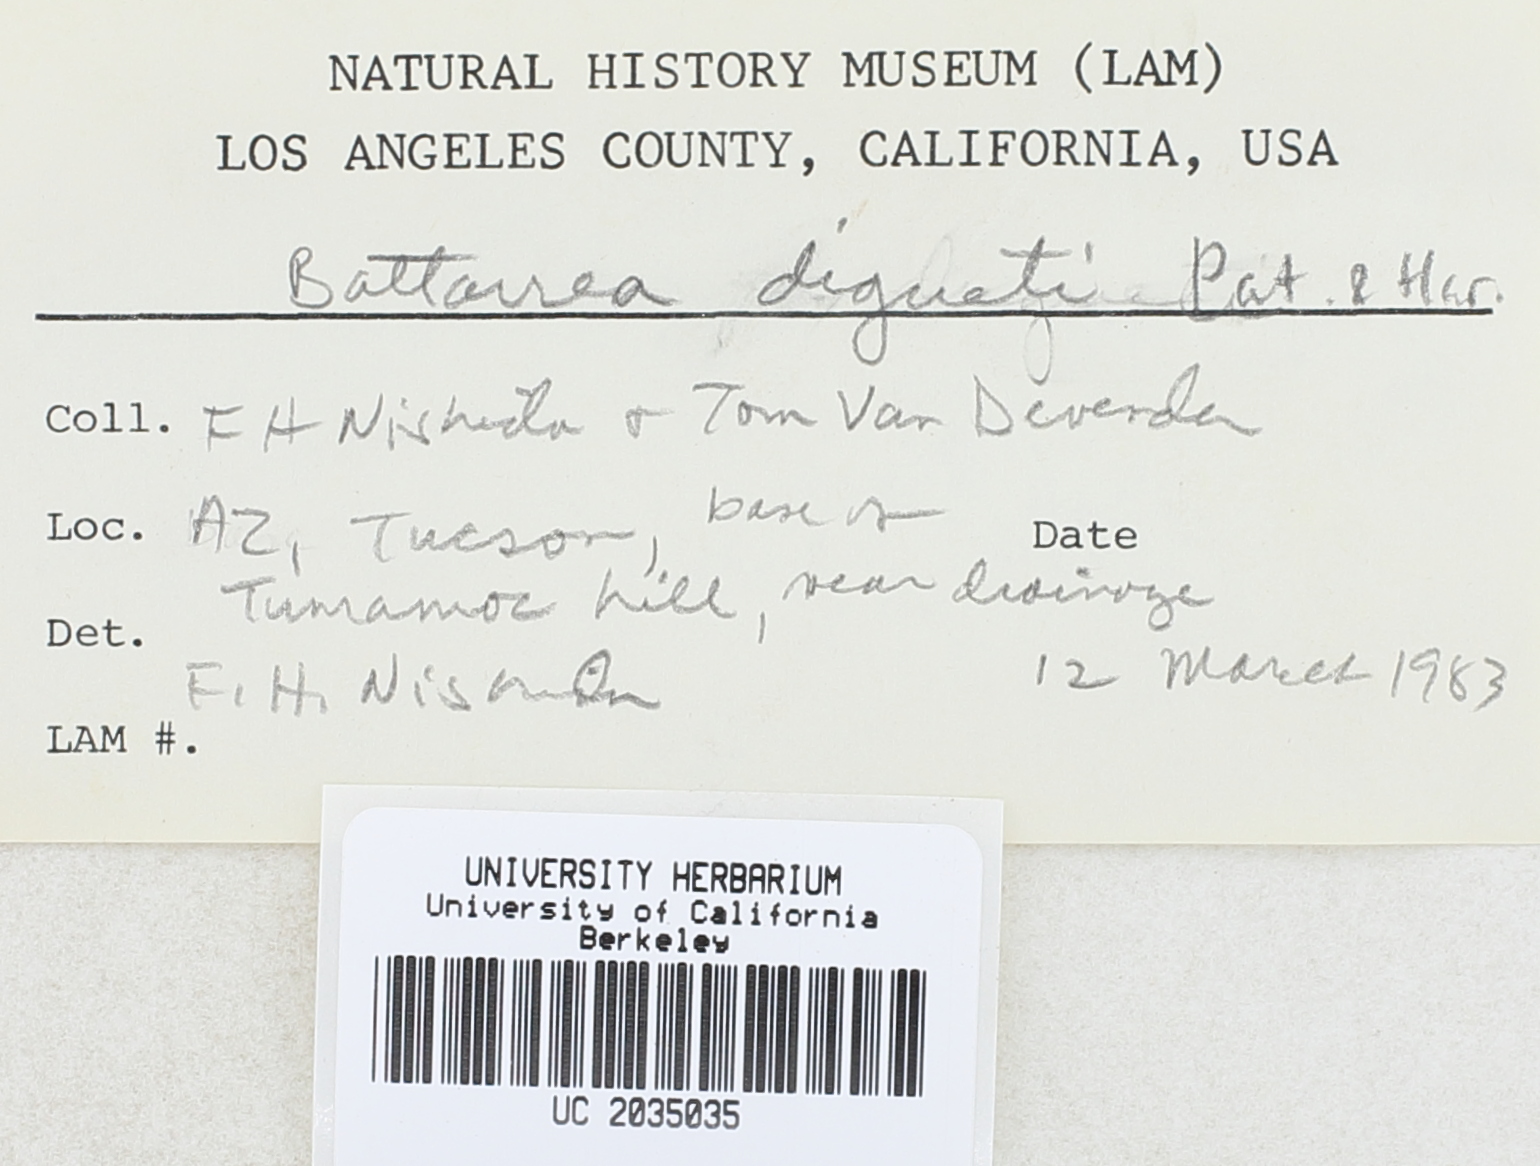 NATURAL HISTORY MUSEUM (LAM)
LOS ANGELES COUNTY, CALIFORNIA, USA
Battarrea digueti Pat. & Har.
Coll. F H Nishida & Tom Van Devender
Loc. AZ, Tucson, base of
Date
Tumamoc hill, near drainage
Det. F. H. Nishida
12 March 1983
LAM #.
UNIVERSITY HERBARIUM
University of California
Berkeley
UC 2035035